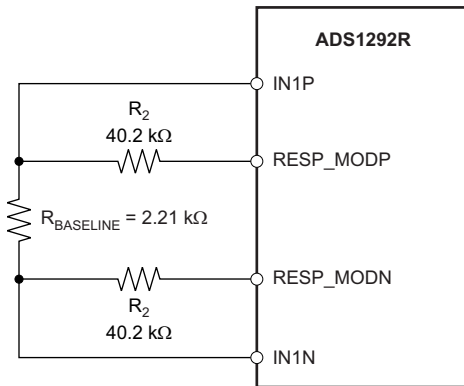 ADS1292R
IN1P
R2
40.2 kΩ
RESP_MODP
RBASELINE = 2.21 kΩ
RESP_MODN
R2
40.2 kΩ
IN1N